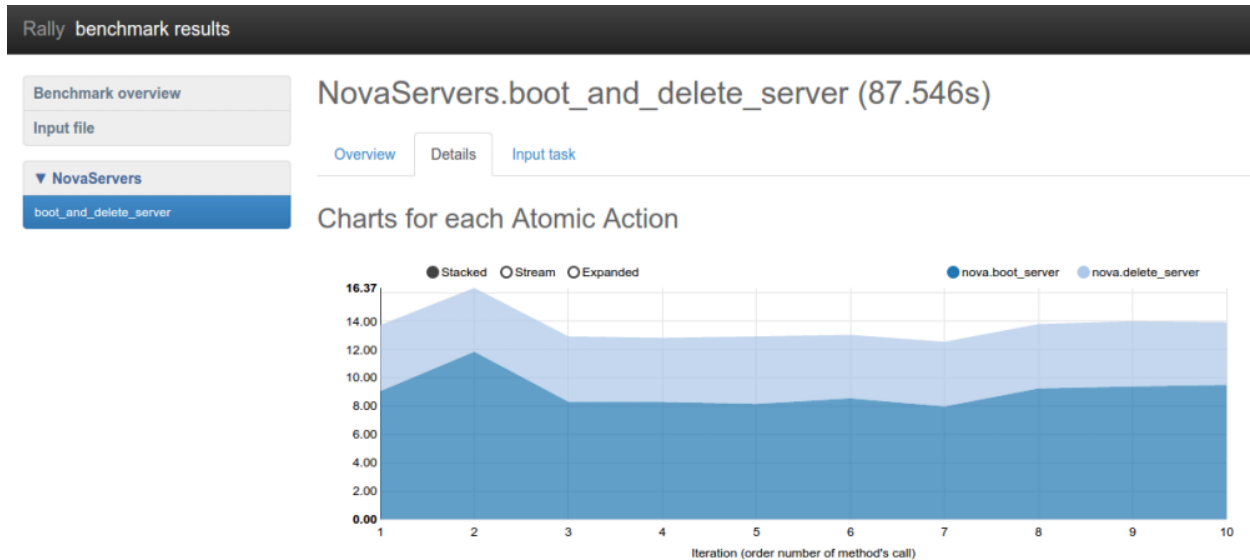 Rally benchmark results
Benchmark overview
Input file
▼ NovaServers
boot_and_delete_server
NovaServers.boot_and_delete_server (87.546s)
Overview Details Input task
Charts for each Atomic Action
Stacked Stream Expanded nova.boot_server nova.delete_server
16.37
14.00
12.00
10.00
8.00
6.00
4.00
2.00
0.00
1 2 3 4 5 6 7 8 9 10
Iteration (order number of method's call)